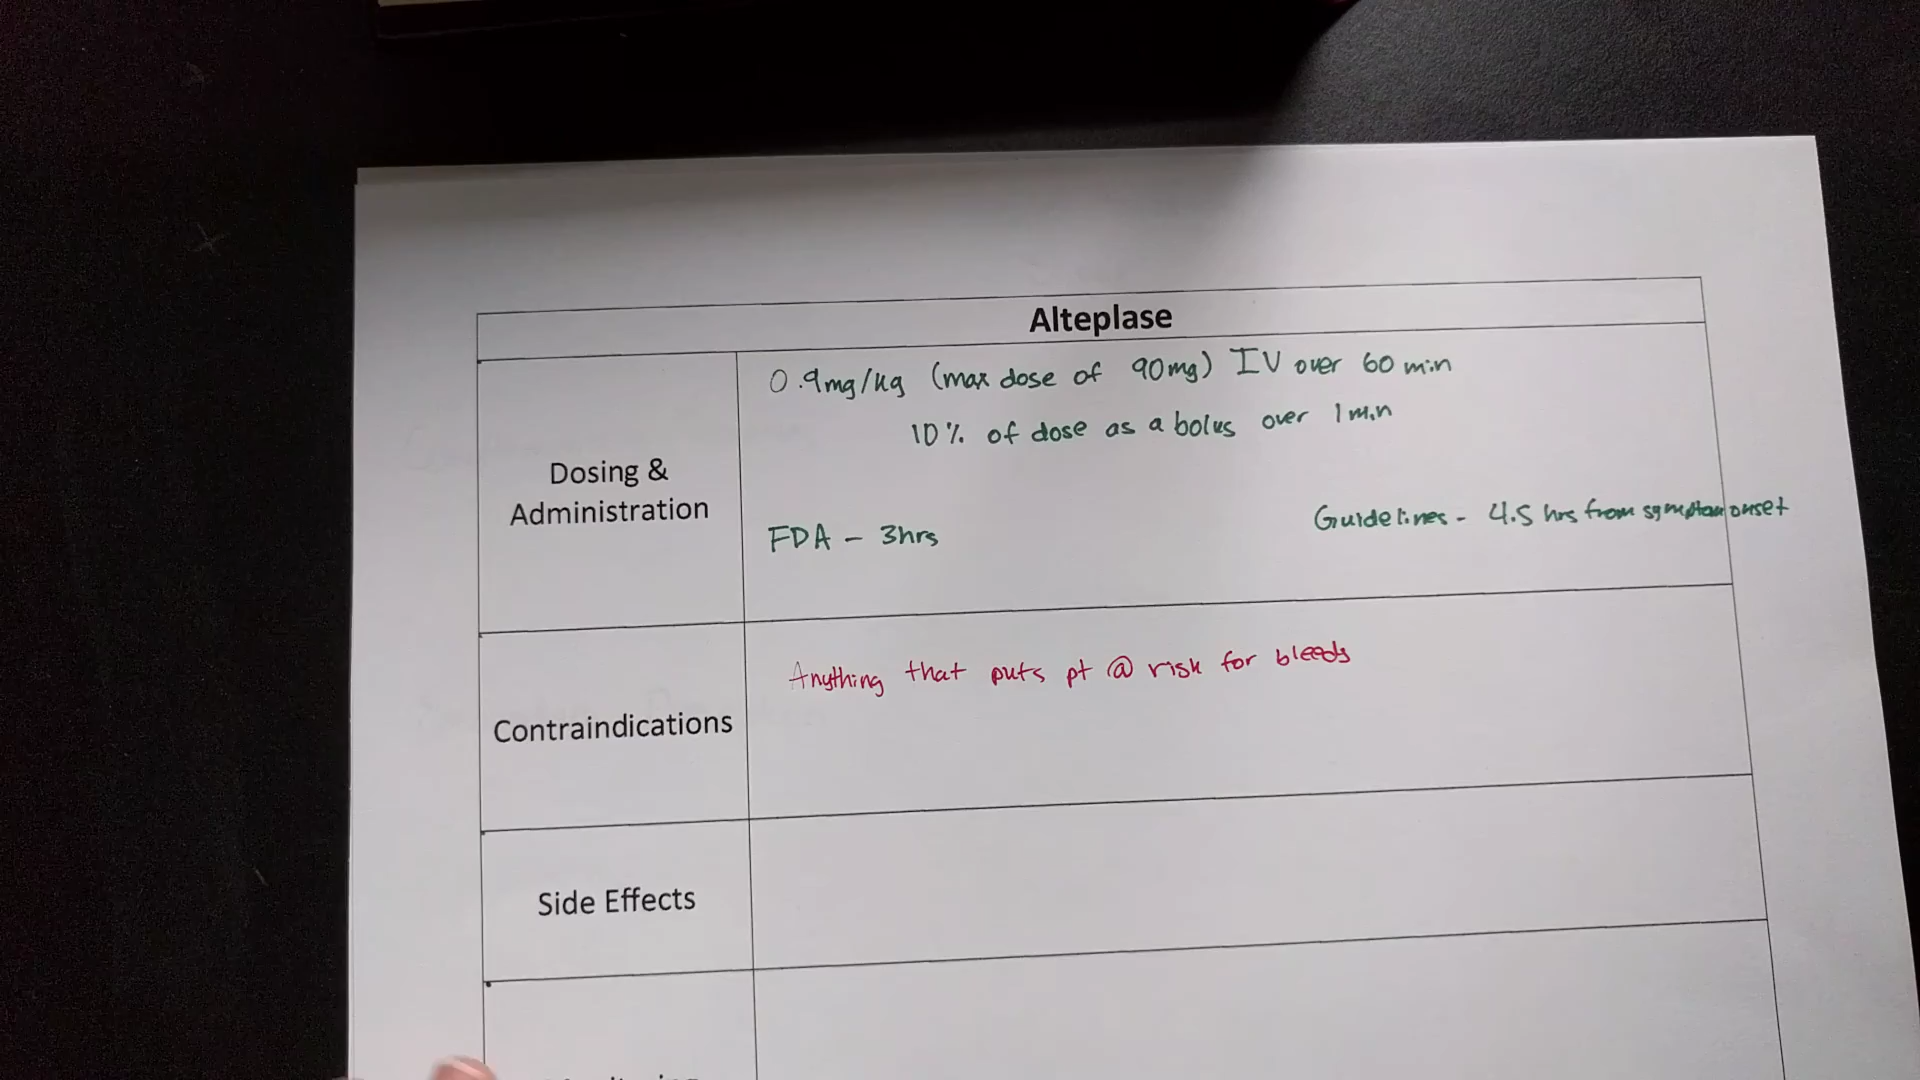 Alteplase
Dosing &
Administration
0.9mg/kg (max dose of 90mg) IV over 60 min
10% of dose as a bolus over 1 min
FDA - 3hrs
Guidelines - 4.5 hrs from symptom onset
Contraindications
Anything that puts pt @ risk for bleeds
Side Effects